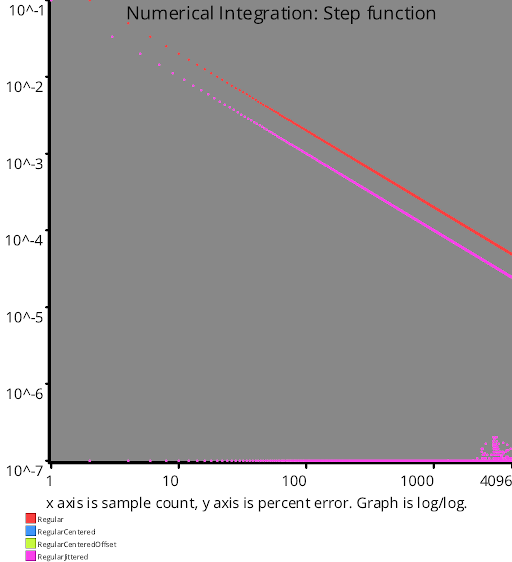 Numerical Integration: Step function
10^-1
10^-2
10^-3
10^-4
10^-5
10^-6
10^-7
1 10 100 1000 4096
x axis is sample count, y axis is percent error. Graph is log/log.
Regular
RegularCentered
RegularCenteredOffset
RegularJittered